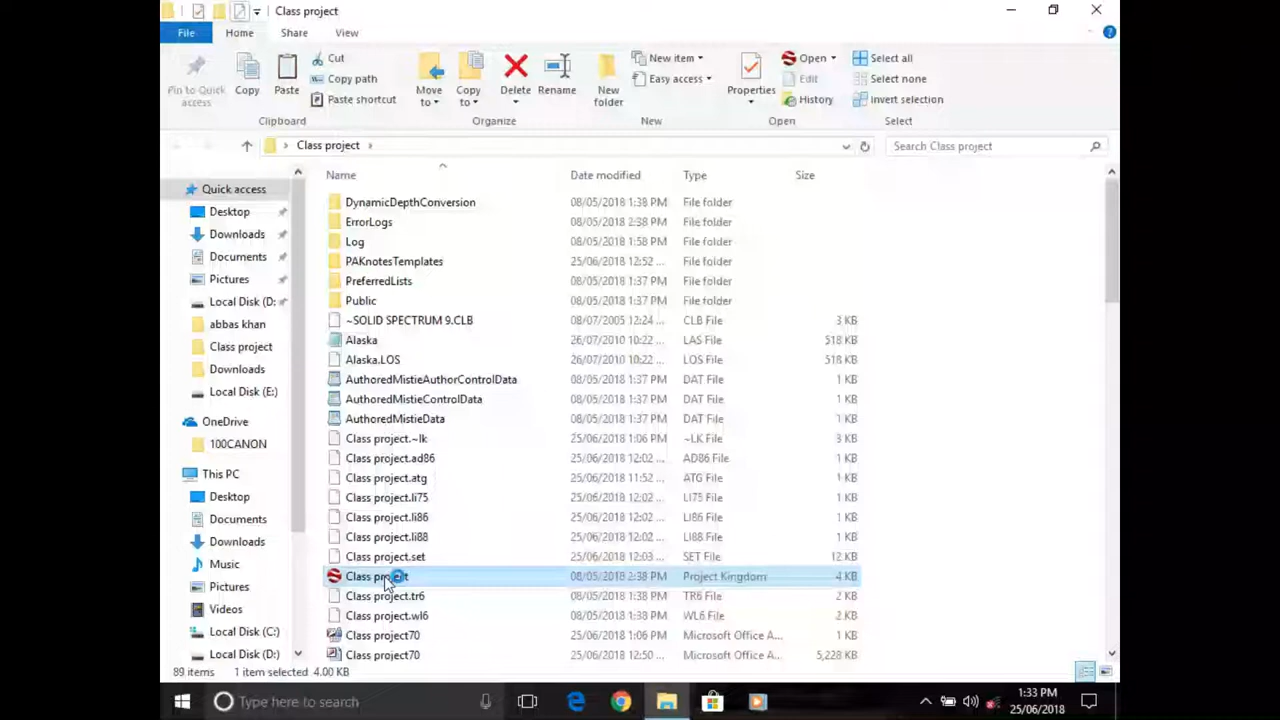 Class project
File Home Share View
Pin to Quick access
Copy
Paste
Cut
Copy path
Paste shortcut
Clipboard
Move to
Copy to
Delete
Rename
Organize
New folder
New item
Easy access
New
Properties
Open
Edit
History
Open
Select all
Select none
Invert selection
Select
Class project
Search Class project
Quick access
Desktop
Downloads
Documents
Pictures
Local Disk (D:
abbas khan
Class project
Downloads
Local Disk (E:)
OneDrive
100CANON
This PC
Desktop
Documents
Downloads
Music
Pictures
Videos
Local Disk (C:)
Local Disk (D:)
Name Date modified Type Size
DynamicDepthConversion 08/05/2018 1:38 PM File folder
ErrorLogs 08/05/2018 2:38 PM File folder
Log 08/05/2018 1:58 PM File folder
PAKnotesTemplates 25/06/2018 12:52 ... File folder
PreferredLists 08/05/2018 1:37 PM File folder
Public 08/05/2018 1:37 PM File folder
~SOLID SPECTRUM 9.CLB 08/07/2005 12:24 ... CLB File 3 KB
Alaska 26/07/2010 10:22 ... LAS File 518 KB
Alaska.LOS 26/07/2010 10:22 ... LOS File 518 KB
AuthoredMistieAuthorControlData 08/05/2018 1:37 PM DAT File 1 KB
AuthoredMistieControlData 08/05/2018 1:37 PM DAT File 1 KB
AuthoredMistieData 08/05/2018 1:37 PM DAT File 1 KB
Class project.~lk 25/06/2018 1:06 PM ~LK File 3 KB
Class project.ad86 25/06/2018 12:02 ... AD86 File 1 KB
Class project.atg 25/06/2018 11:52 ... ATG File 1 KB
Class project.li75 25/06/2018 12:02 ... LI75 File 1 KB
Class project.li86 25/06/2018 12:02 ... LI86 File 1 KB
Class project.li88 25/06/2018 12:02 ... LI88 File 1 KB
Class project.set 25/06/2018 12:03 ... SET File 12 KB
Class project 08/05/2018 2:38 PM Project Kingdom 4 KB
Class project.tr6 08/05/2018 1:38 PM TR6 File 2 KB
Class project.wl6 08/05/2018 1:38 PM WL6 File 2 KB
Class project70 25/06/2018 1:06 PM Microsoft Office A... 1 KB
Class project70 25/06/2018 12:50 ... Microsoft Office A... 5,228 KB
89 items 1 item selected 4.00 KB
Type here to search
1:33 PM
25/06/2018